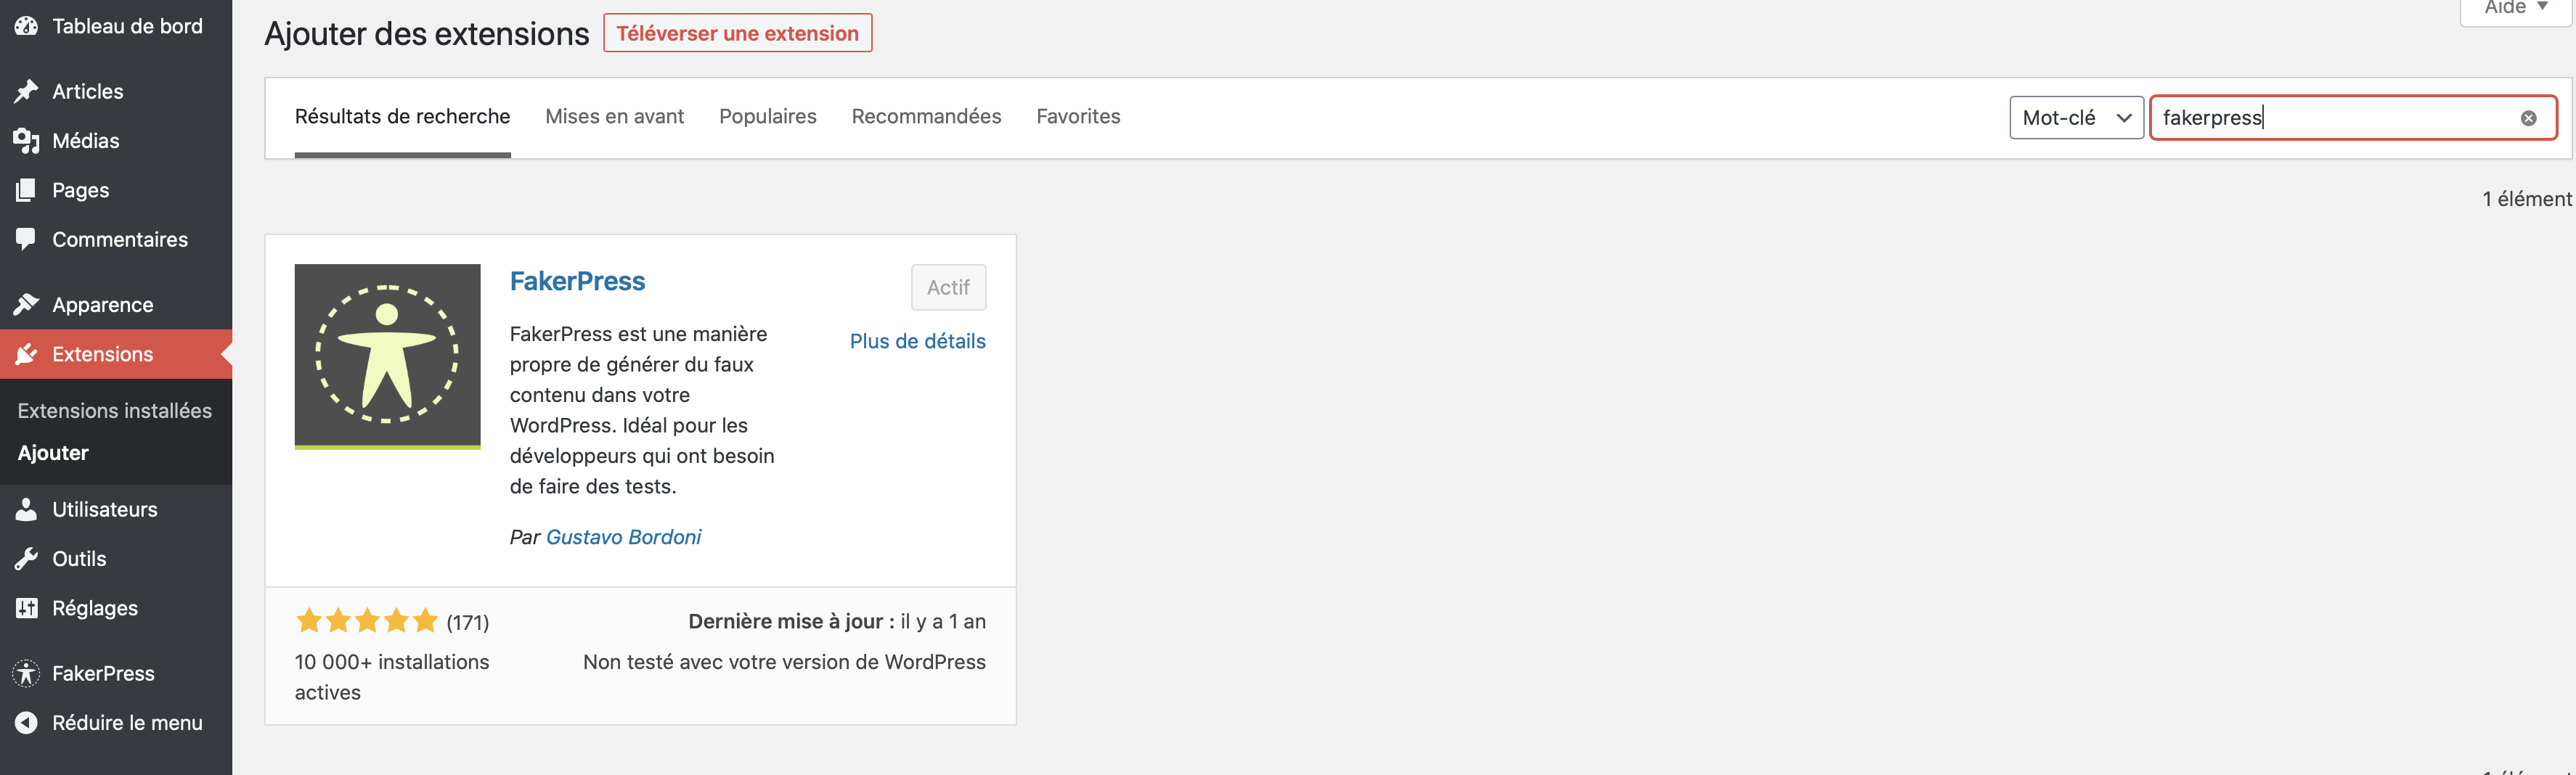 Tableau de bord
Articles
Médias
Pages
Commentaires
Apparence
Extensions
Extensions installées
Ajouter
Utilisateurs
Outils
Réglages
FakerPress
Réduire le menu
Aide
Ajouter des extensions
Téléverser une extension
Résultats de recherche
Mises en avant
Populaires
Recommandées
Favorites
Mot-clé
fakerpress
1 élément
FakerPress
Actif
Plus de détails
FakerPress est une manière
propre de générer du faux
contenu dans votre
WordPress. Idéal pour les
développeurs qui ont besoin
de faire des tests.
Par Gustavo Bordoni
(171)
10 000+ installations
actives
Dernière mise à jour : il y a 1 an
Non testé avec votre version de WordPress